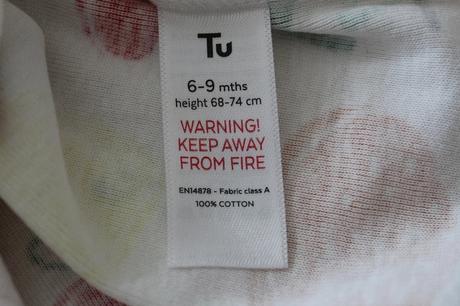 Tu
6-9 mths
height 68-74 cm
WARNING!
KEEP AWAY
FROM FIRE
EN14878 - Fabric class A
100% COTTON